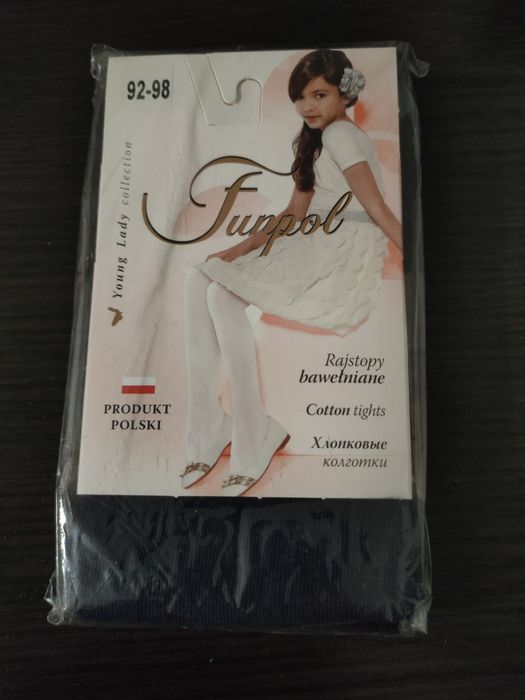 92-98
Young Lady collection
Funpol
Rajstopy
bawełniane
Cotton tights
Хлопковые
колготки
PRODUKT
POLSKI